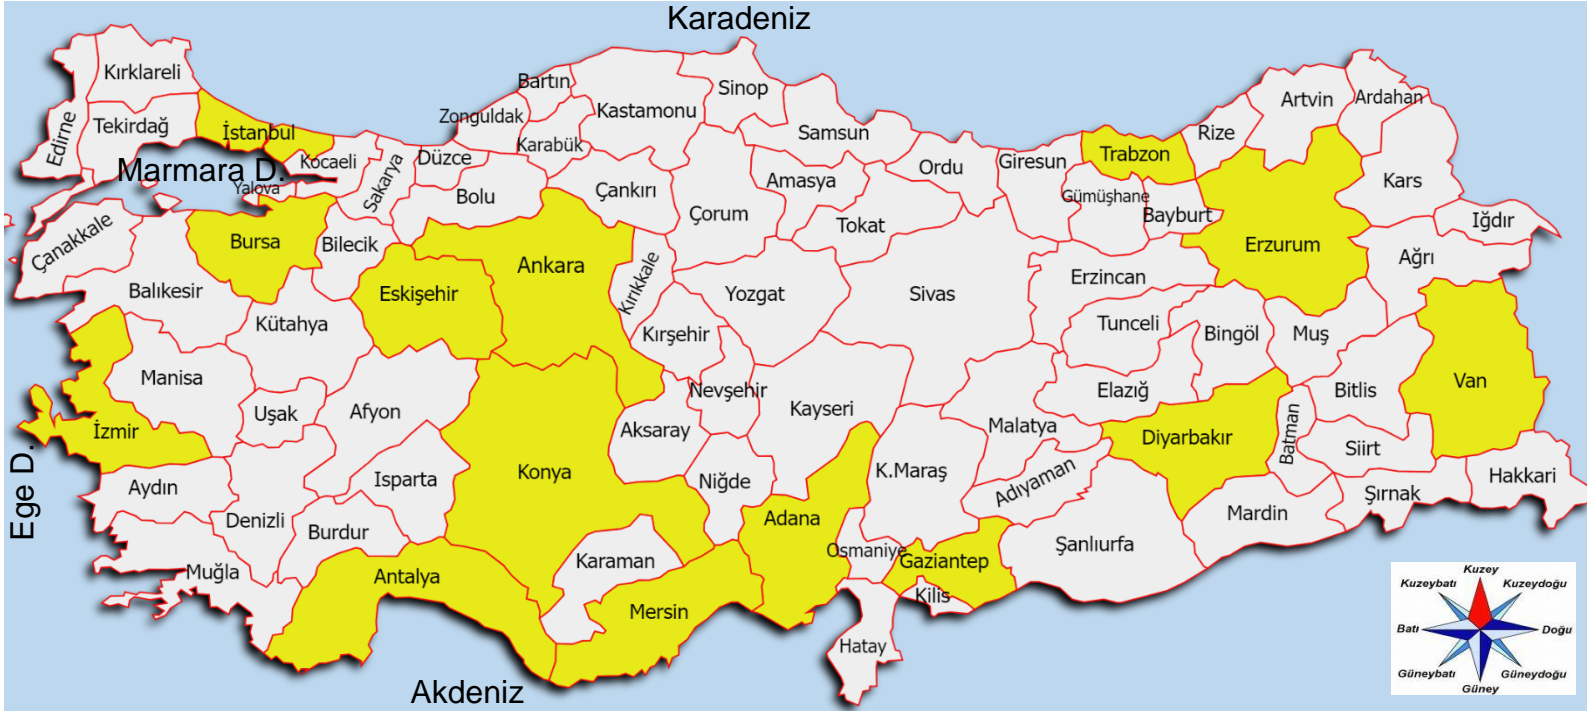 Karadeniz
Kırklareli
Edirne
Tekirdağ
İstanbul
Marmara D.
Kocaeli
Yalova
Sakarya
Düzce
Zonguldak
Bartın
Karabük
Kastamonu
Sinop
Samsun
Bolu
Çankırı
Çorum
Amasya
Tokat
Ordu
Giresun
Trabzon
Gümüşhane
Bayburt
Rize
Artvin
Ardahan
Kars
Iğdır
Ağrı
Erzurum
Erzincan
Çanakkale
Balıkesir
Bursa
Bilecik
Eskişehir
Ankara
Kırıkkale
Kırşehir
Yozgat
Sivas
Tunceli
Bingöl
Muş
Bitlis
Van
Kütahya
Manisa
İzmir
Uşak
Afyon
Konya
Aksaray
Nevşehir
Kayseri
Malatya
Elazığ
Diyarbakır
Batman
Siirt
Şırnak
Hakkari
Ege D.
Aydın
Denizli
Isparta
Burdur
Muğla
Antalya
Karaman
Mersin
Niğde
Adana
K.Maraş
Osmaniye
Adıyaman
Gaziantep
Kilis
Hatay
Şanlıurfa
Mardin
Akdeniz
Kuzey
Kuzeybatı
Kuzeydoğu
Batı
Doğu
Güneybatı
Güneydoğu
Güney